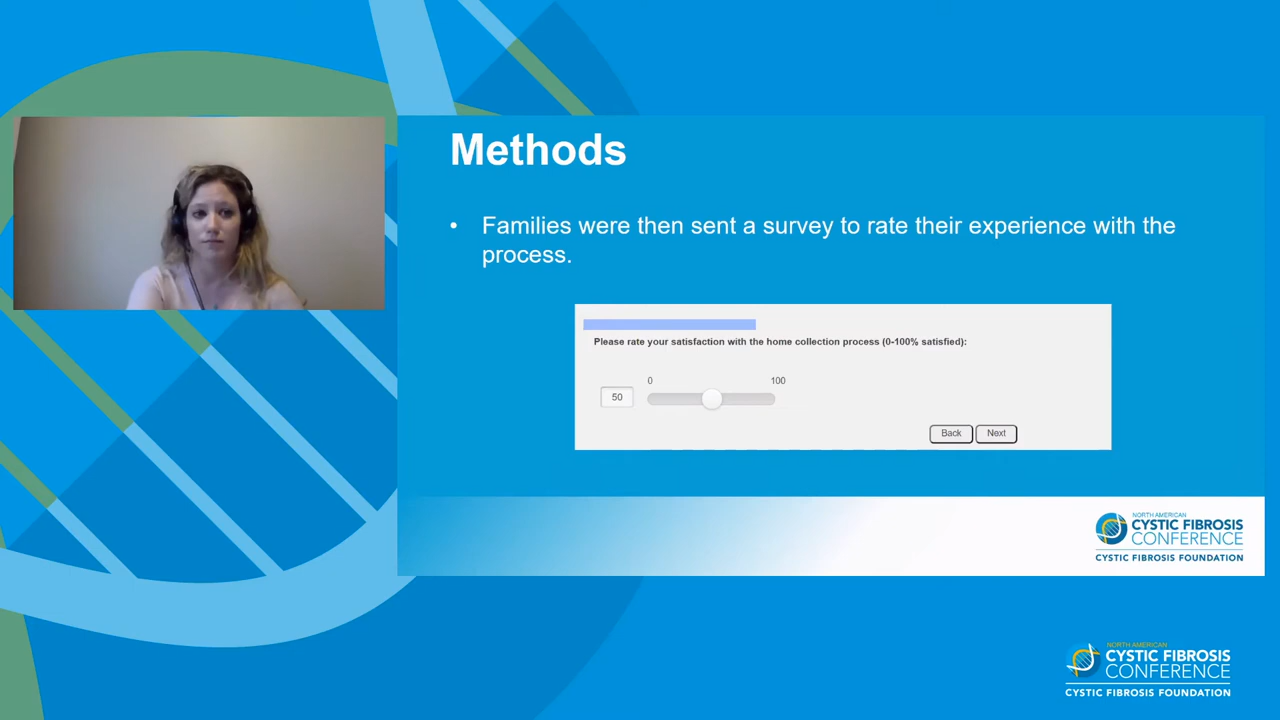 Methods
• Families were then sent a survey to rate their experience with the
process.
Please rate your satisfaction with the home collection process (0-100% satisfied):
0 100
50
Back Next
NORTH AMERICAN
CYSTIC FIBROSIS
CONFERENCE
CYSTIC FIBROSIS FOUNDATION
NORTH AMERICAN
CYSTIC FIBROSIS
CONFERENCE
CYSTIC FIBROSIS FOUNDATION